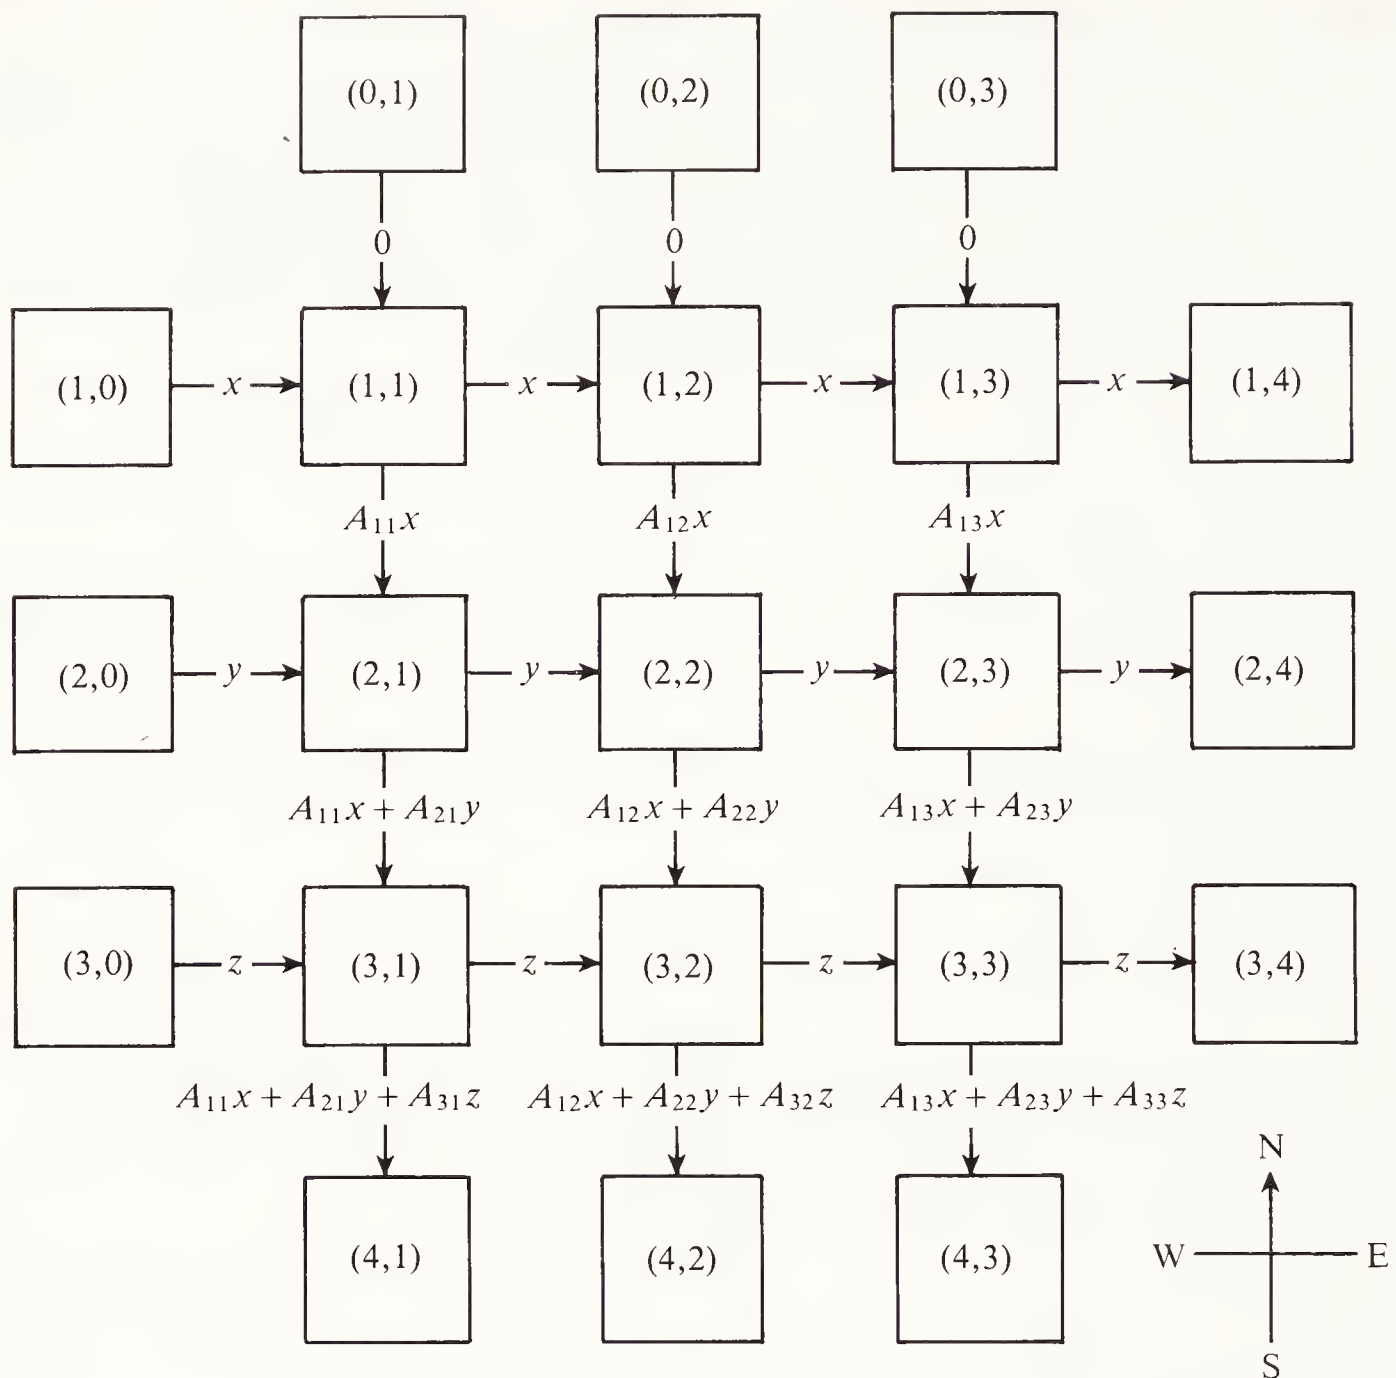 (0,1) (0,2) (0,3)
0 0 0
(1,0) x (1,1) x (1,2) x (1,3) x (1,4)
A₁₁x A₁₂x A₁₃x
(2,0) y (2,1) y (2,2) y (2,3) y (2,4)
A₁₁x + A₂₁y A₁₂x + A₂₂y A₁₃x + A₂₃y
(3,0) z (3,1) z (3,2) z (3,3) z (3,4)
A₁₁x + A₂₁y + A₃₁z A₁₂x + A₂₂y + A₃₂z A₁₃x + A₂₃y + A₃₃z
N
(4,1) (4,2) (4,3) W E
S